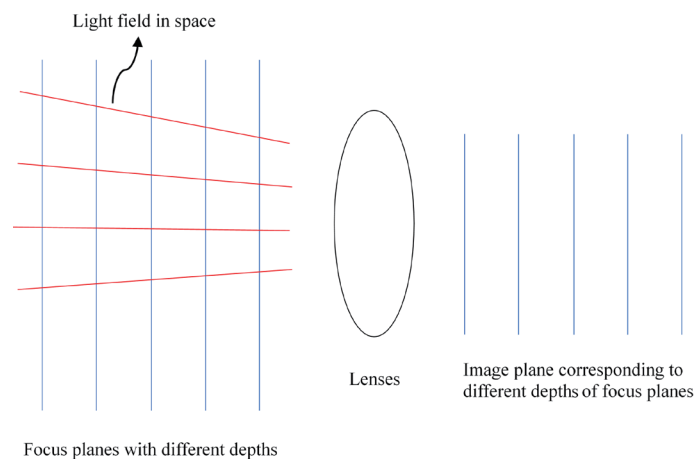 Light field in space
Lenses
Image plane corresponding to
different depths of focus planes
Focus planes with different depths